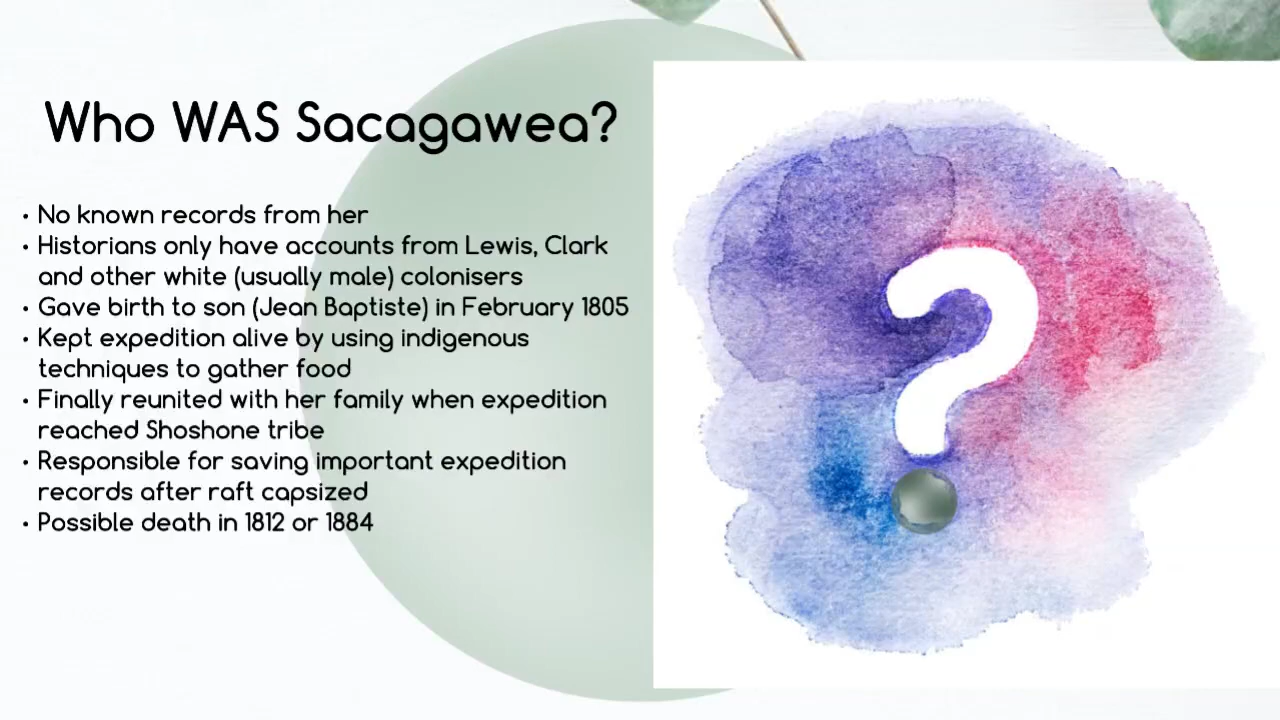 Who WAS Sacagawea?
• No known records from her
• Historians only have accounts from Lewis, Clark
and other white (usually male) colonisers
• Gave birth to son (Jean Baptiste) in February 1805
• Kept expedition alive by using indigenous
techniques to gather food
• Finally reunited with her family when expedition
reached Shoshone tribe
• Responsible for saving important expedition
records after raft capsized
• Possible death in 1812 or 1884
?